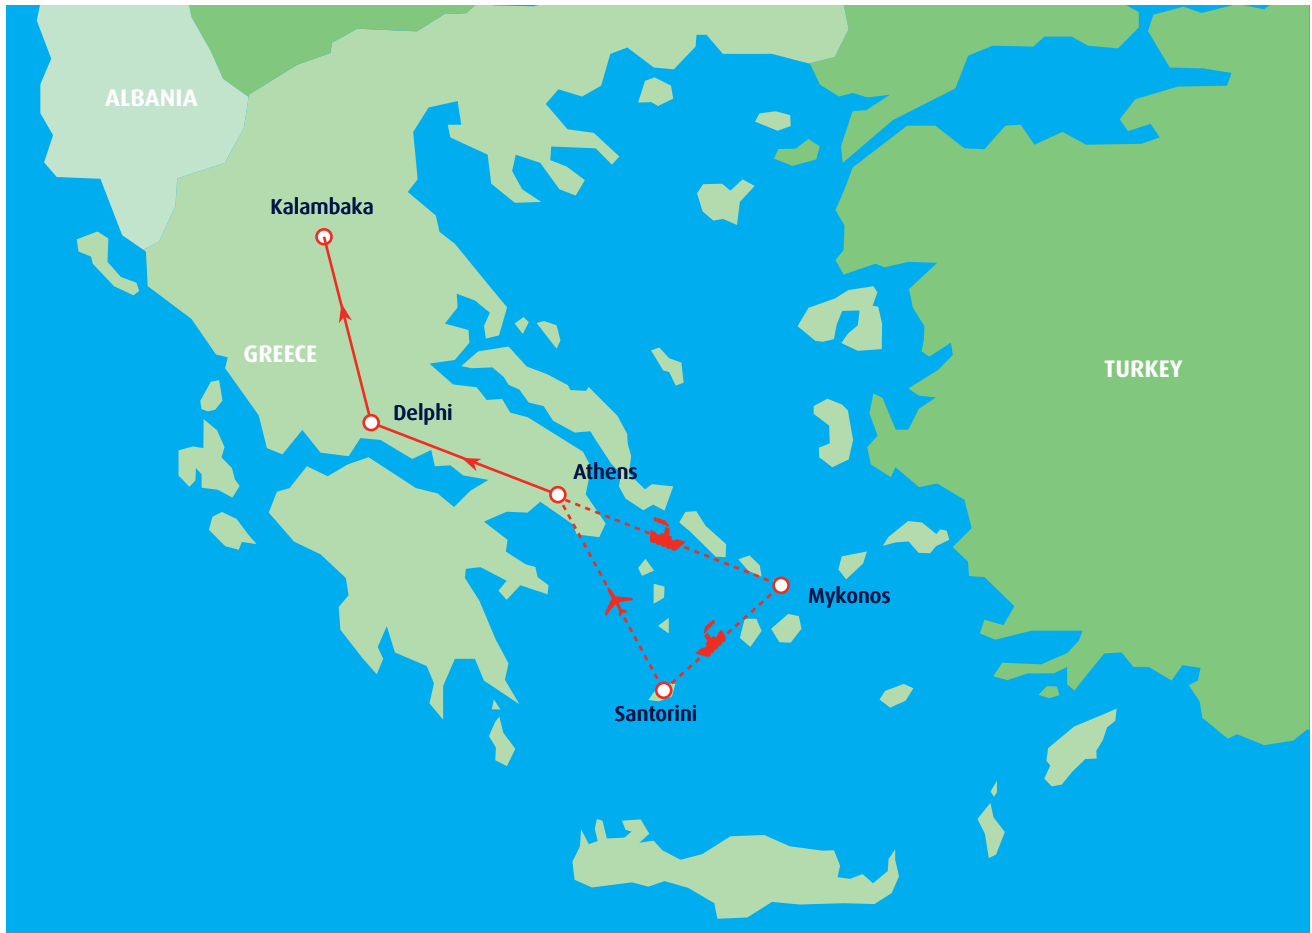 ALBANIA
Kalambaka
GREECE
TURKEY
Delphi
Athens
Mykonos
Santorini